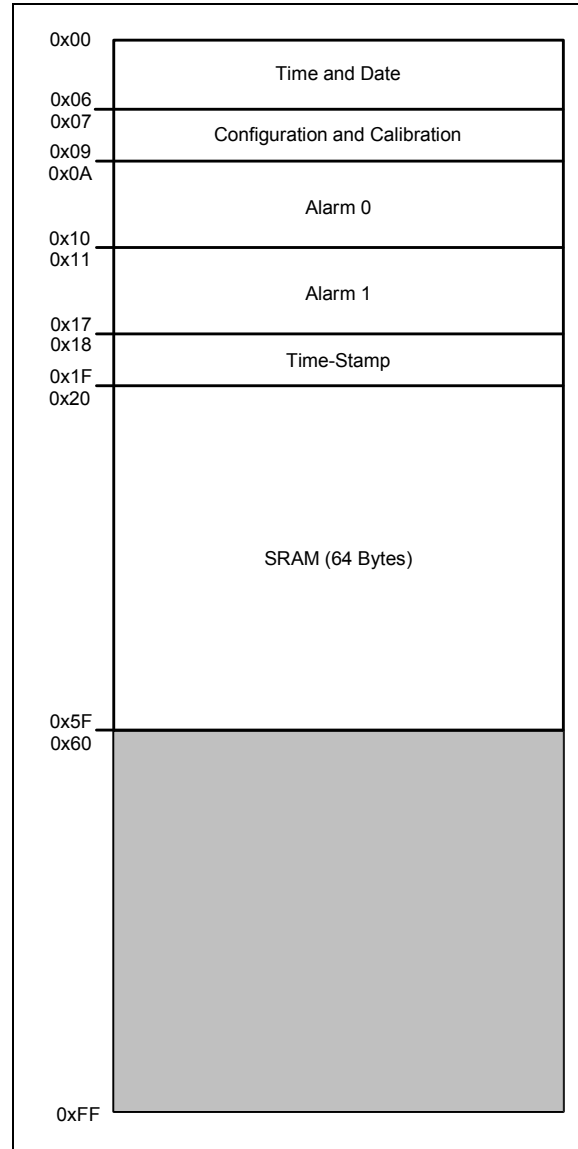 0x00
Time and Date
0x06
0x07
Configuration and Calibration
0x09
0x0A
Alarm 0
0x10
0x11
Alarm 1
0x17
0x18
Time-Stamp
0x1F
0x20
SRAM (64 Bytes)
0x5F
0x60
0xFF